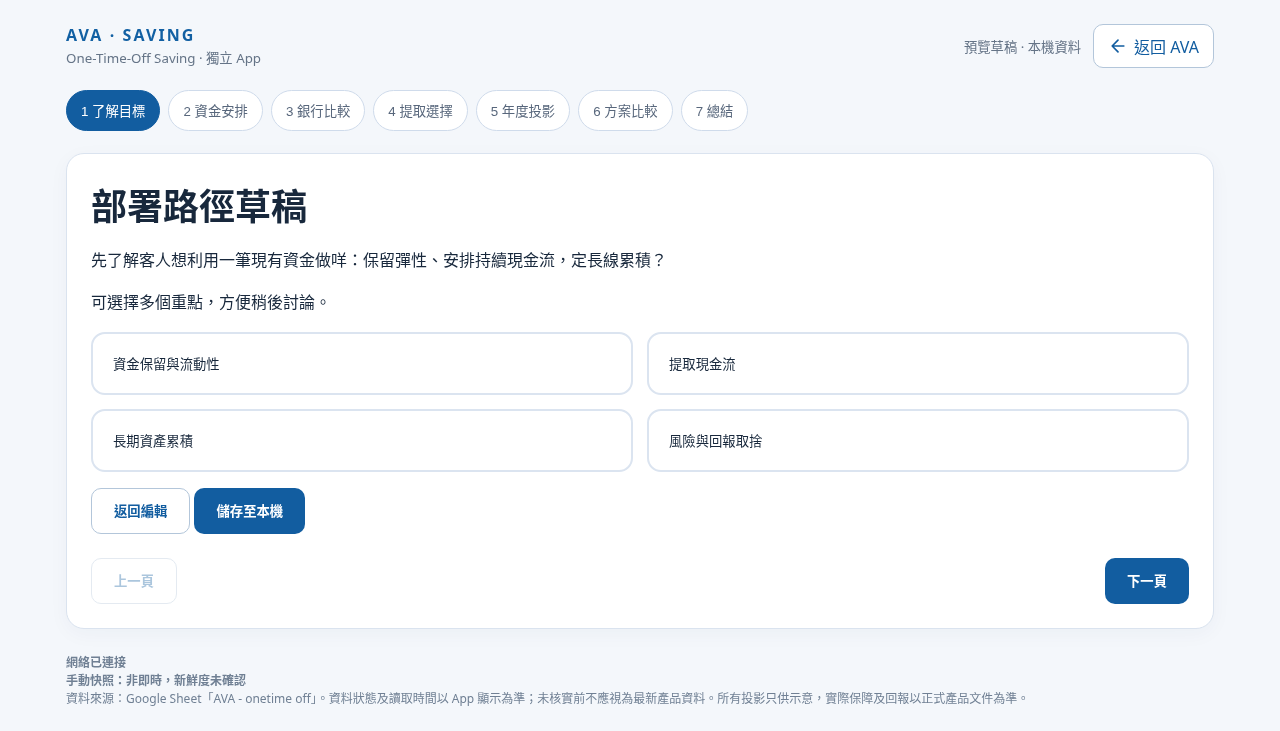 AVA · SAVING
One-Time-Off Saving · 獨立 App
預覽草稿 · 本機資料
← 返回 AVA
1 了解目標
2 資金安排
3 銀行比較
4 提取選擇
5 年度投影
6 方案比較
7 總結
部署路徑草稿
先了解客人想利用一筆現有資金做咩：保留彈性、安排持續現金流，定長線累積？
可選擇多個重點，方便稍後討論。
資金保留與流動性
提取現金流
長期資產累積
風險與回報取捨
返回編輯
儲存至本機
上一頁
下一頁
網絡已連接
手動快照：非即時，新鮮度未確認
資料來源：Google Sheet「AVA - onetime off」。資料狀態及讀取時間以 App 顯示為準；未核實前不應視為最新產品資料。所有投影只供示意，實際保障及回報以正式產品文件為準。